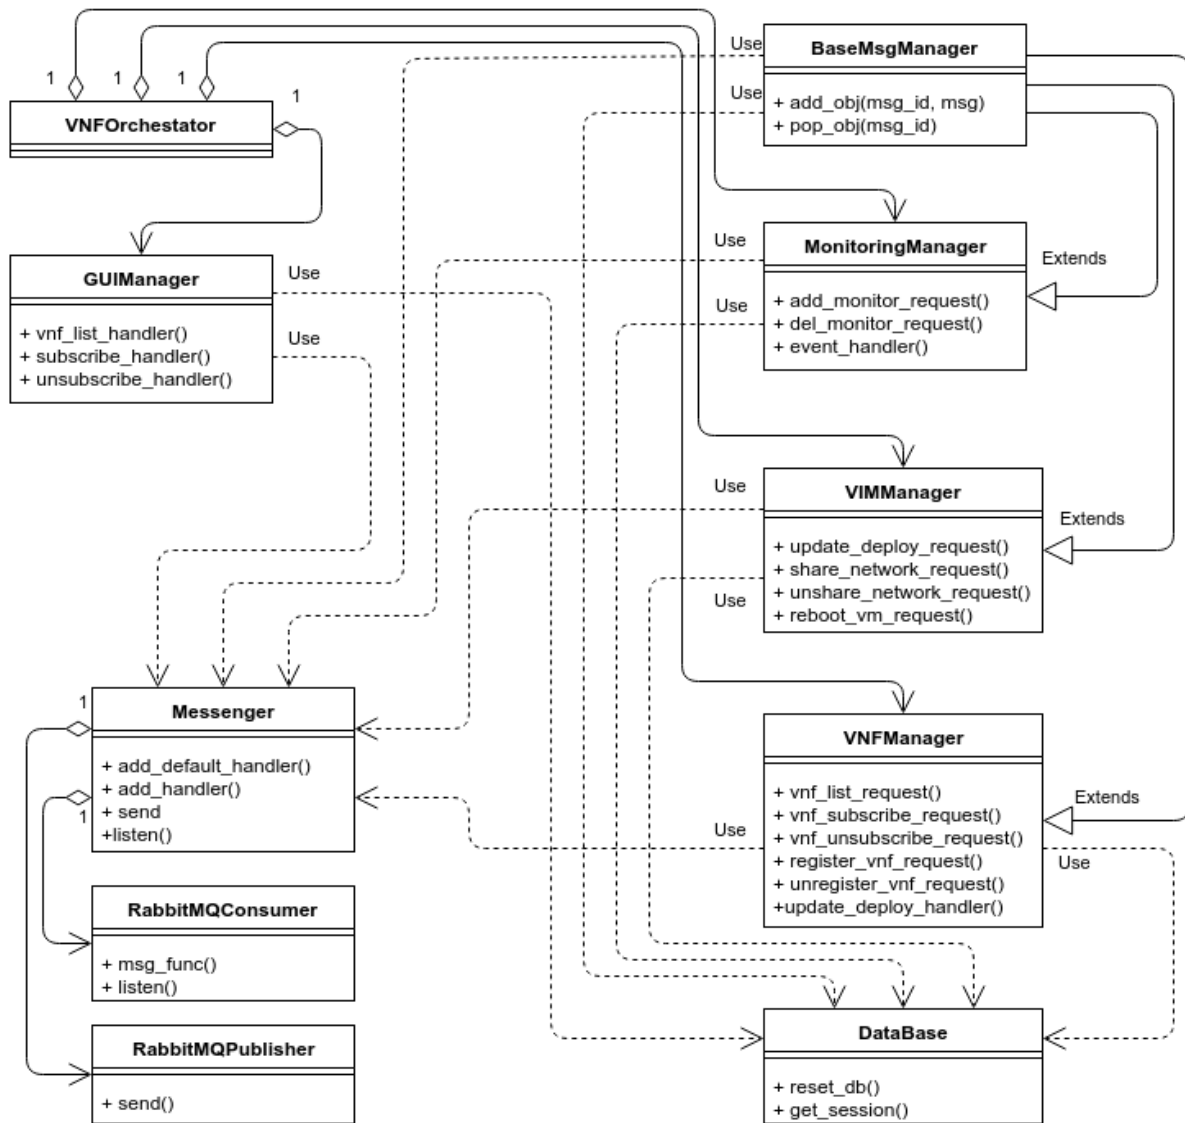 1
1
1
1
VNFOrchestator
Use
Use
BaseMsgManager
+ add_obj(msg_id, msg)
+ pop_obj(msg_id)
GUIManager
+ vnf_list_handler()
+ subscribe_handler()
+ unsubscribe_handler()
Use
Use
Use
Use
MonitoringManager
+ add_monitor_request()
+ del_monitor_request()
+ event_handler()
Extends
Use
Use
VIMManager
+ update_deploy_request()
+ share_network_request()
+ unshare_network_request()
+ reboot_vm_request()
Extends
1
1
Messenger
+ add_default_handler()
+ add_handler()
+ send
+listen()
Use
VNFManager
+ vnf_list_request()
+ vnf_subscribe_request()
+ vnf_unsubscribe_request()
+ register_vnf_request()
+ unregister_vnf_request()
+update_deploy_handler()
Extends
Use
RabbitMQConsumer
+ msg_func()
+ listen()
RabbitMQPublisher
+ send()
DataBase
+ reset_db()
+ get_session()